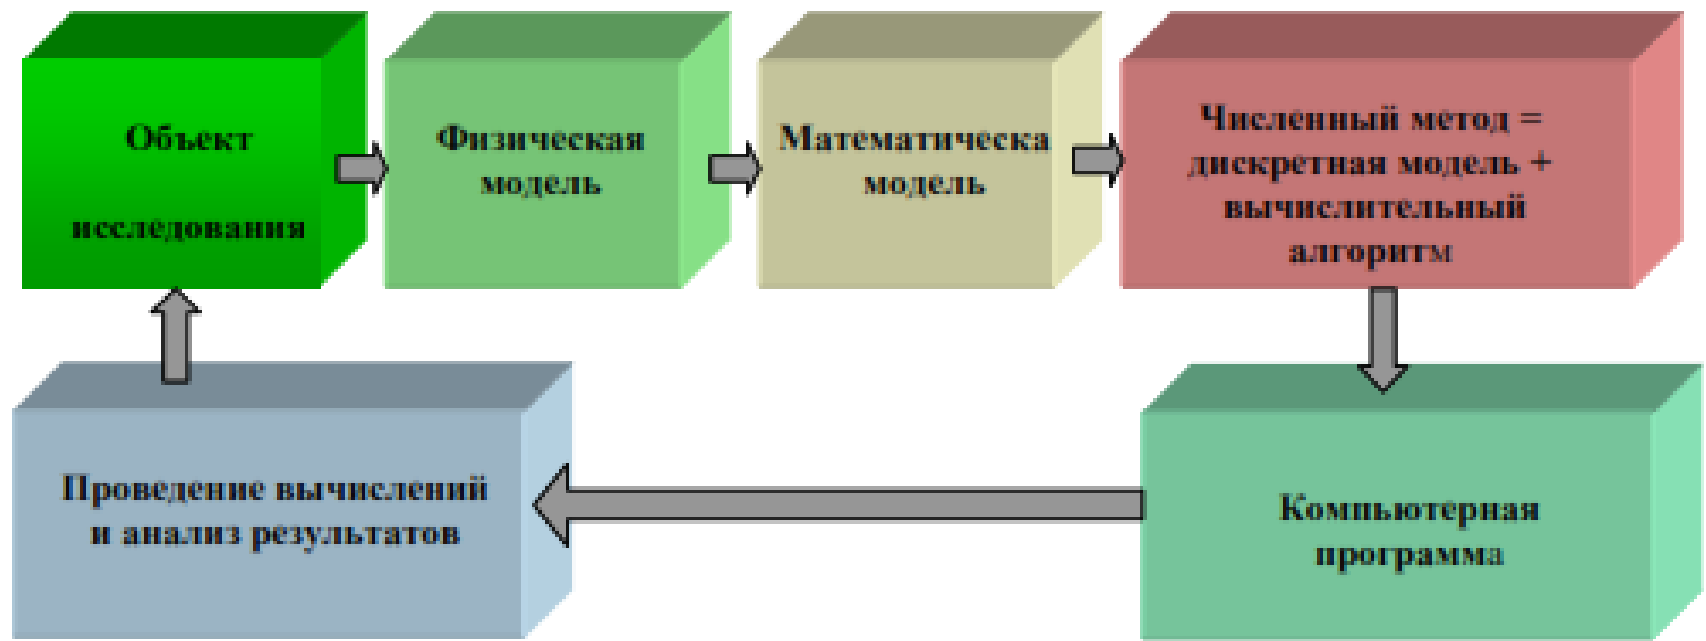 Объект
исследования
Физическая
модель
Математическа
модель
Численный метод =
дискретная модель +
вычислительный
алгоритм
Проведение вычислений
и анализ результатов
Компьютерная
программа